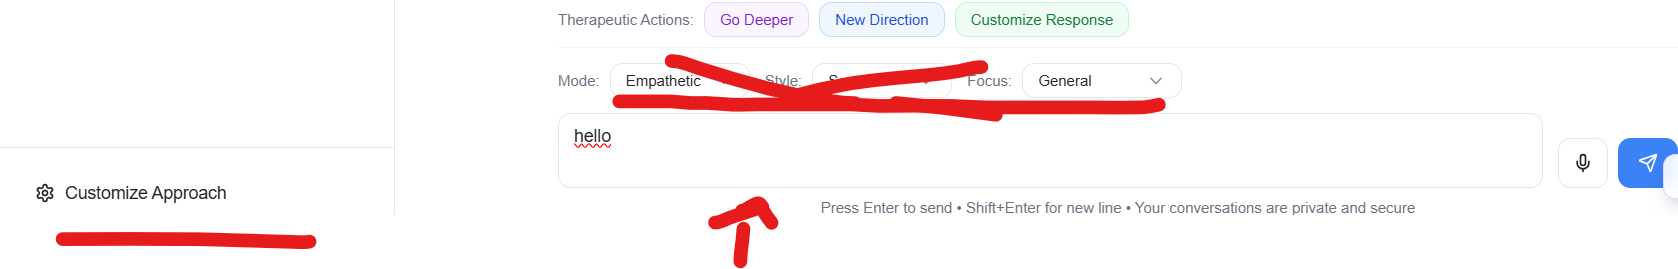 Therapeutic Actions: Go Deeper New Direction Customize Response
Mode: Empathetic Style: Focus: General
hello
Customize Approach
Press Enter to send • Shift+Enter for new line • Your conversations are private and secure